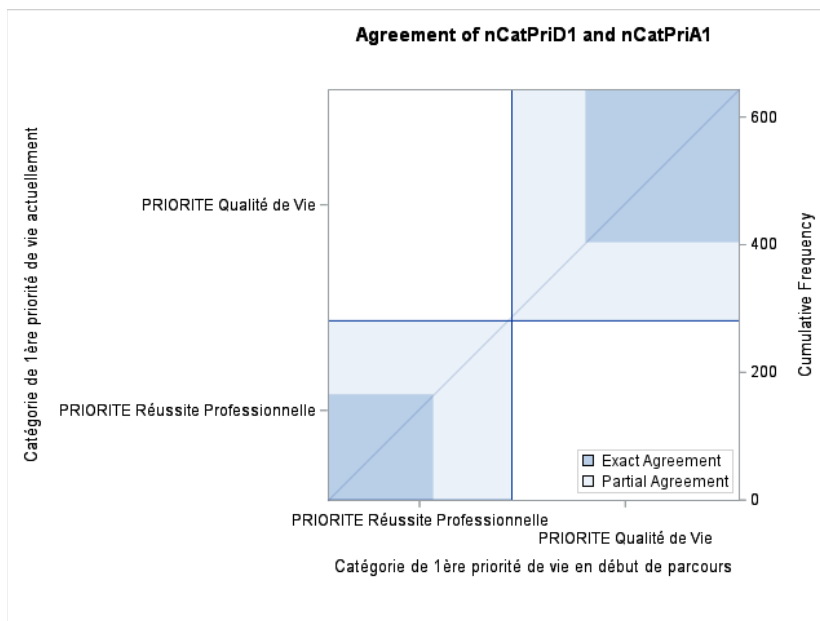 Agreement of nCatPriD1 and nCatPriA1
Catégorie de 1ère priorité de vie actuellement
PRIORITE Qualité de Vie
PRIORITE Réussite Professionnelle
600
400
200
0
Cumulative Frequency
Exact Agreement
Partial Agreement
PRIORITE Réussite Professionnelle
PRIORITE Qualité de Vie
Catégorie de 1ère priorité de vie en début de parcours